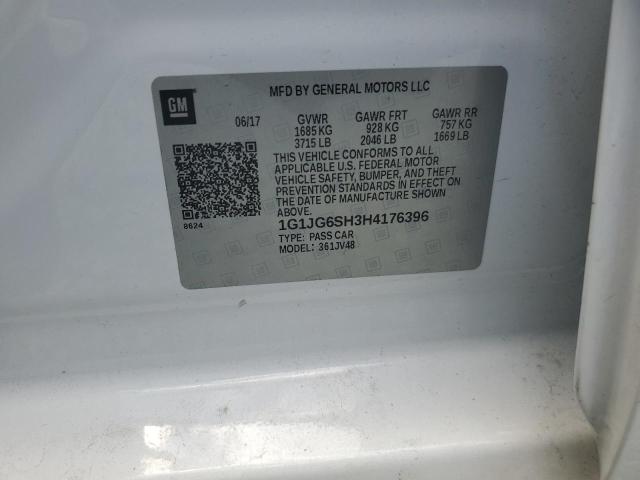 GM
MFD BY GENERAL MOTORS LLC
06/17 GVWR GAWR FRT GAWR RR
1685 KG 928 KG 757 KG
3715 LB 2046 LB 1669 LB
THIS VEHICLE CONFORMS TO ALL
APPLICABLE U.S. FEDERAL MOTOR
VEHICLE SAFETY, BUMPER, AND THEFT
PREVENTION STANDARDS IN EFFECT ON
THE DATE OF MANUFACTURE SHOWN
ABOVE.
8624
1G1JG6SH3H4176396
TYPE: PASS CAR
MODEL: 361JV48